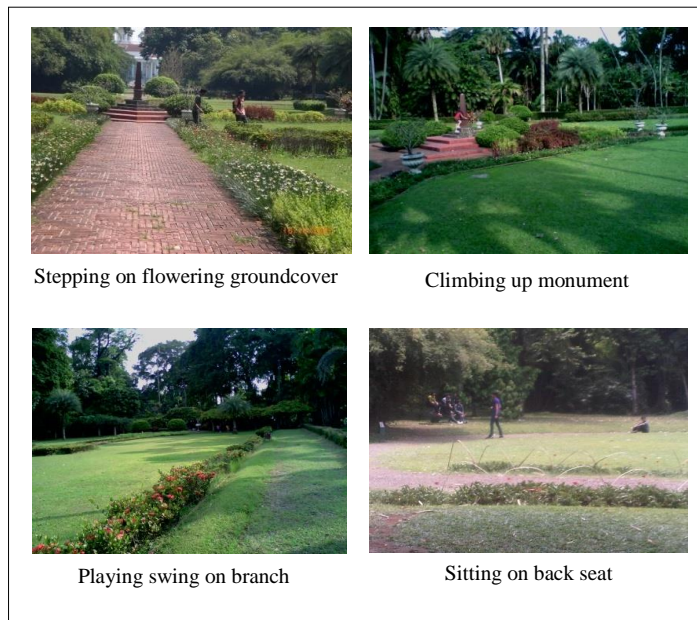 Stepping on flowering groundcover
Climbing up monument
Playing swing on branch
Sitting on back seat